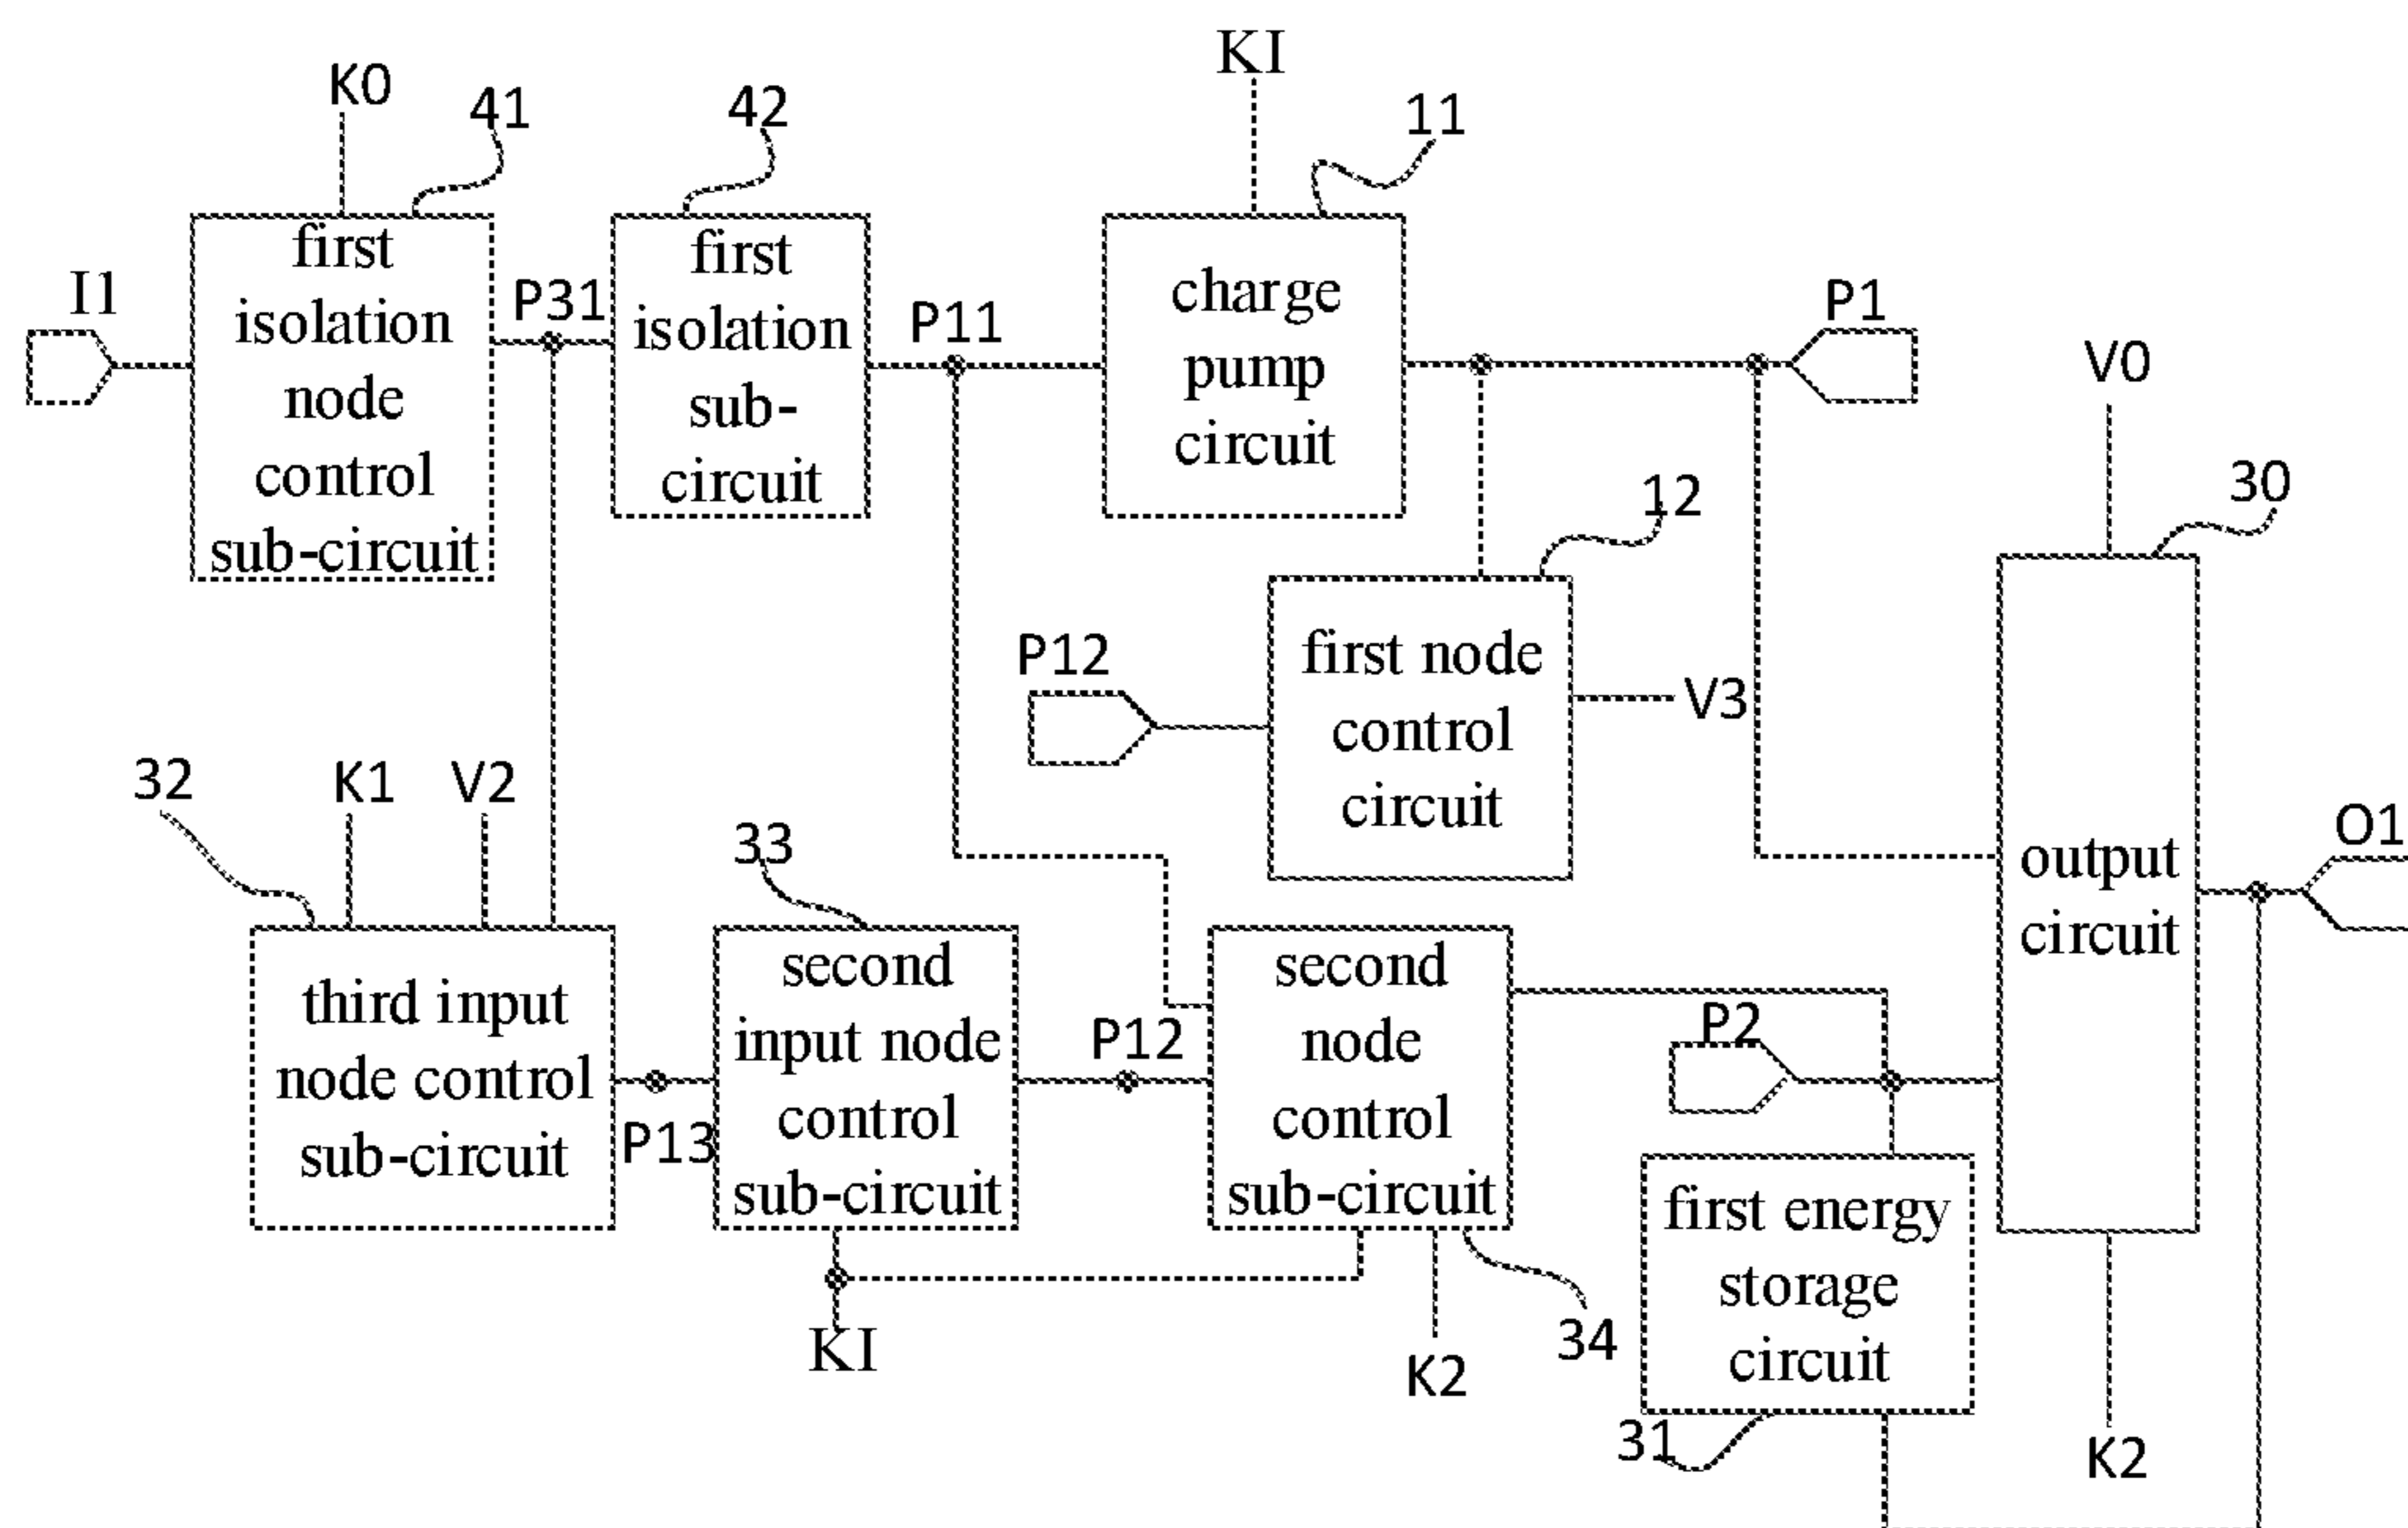 KI
K0
41
42
11
I1
first
isolation
node
control
sub-circuit
P31
first
isolation
sub-
circuit
P11
charge
pump
circuit
P1
V0
12
30
P12
first node
control
circuit
V3
32
K1
V2
33
O1
output
circuit
third input
node control
sub-circuit
P13
second
input node
control
sub-circuit
P12
second
node
control
sub-circuit
P2
first energy
storage
circuit
KI
K2
34
31
K2